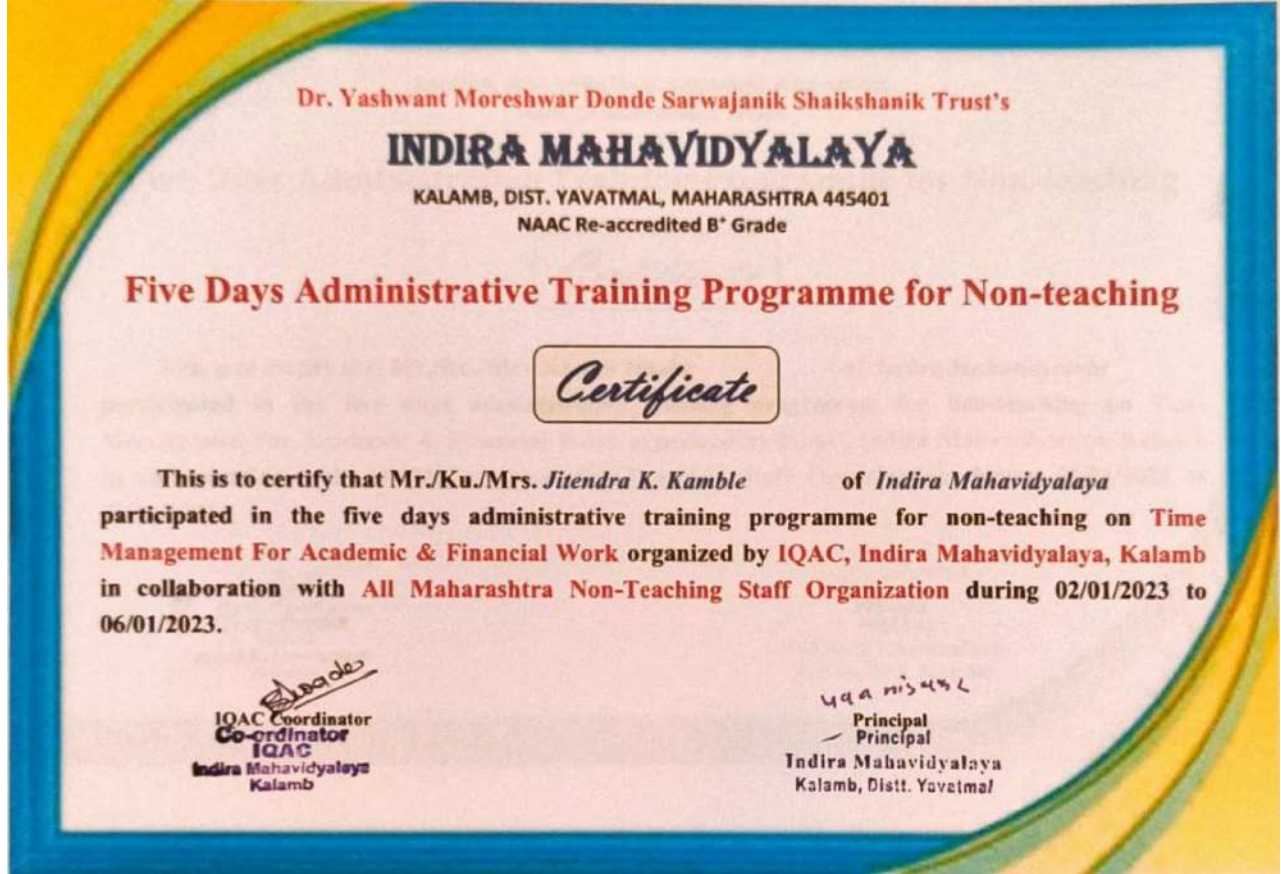 Dr. Yashwant Moreshwar Donde Sarwajanik Shaikshanik Trust's
INDIRA MAHAVIDYALAYA
KALAMB, DIST. YAVATMAL, MAHARASHTRA 445401
NAAC Re-accredited B+ Grade
Five Days Administrative Training Programme for Non-teaching
Certificate
This is to certify that Mr./Ku./Mrs. Jitendra K. Kamble of Indira Mahavidyalaya
participated in the five days administrative training programme for non-teaching on Time
Management For Academic & Financial Work organized by IQAC, Indira Mahavidyalaya, Kalamb
in collaboration with All Maharashtra Non-Teaching Staff Organization during 02/01/2023 to
06/01/2023.
IQAC Coordinator
Co-ordinator
IQAC
Indira Mahavidyalaya
Kalamb
Principal
Principal
Indira Mahavidyalaya
Kalamb, Distt. Yavatmal